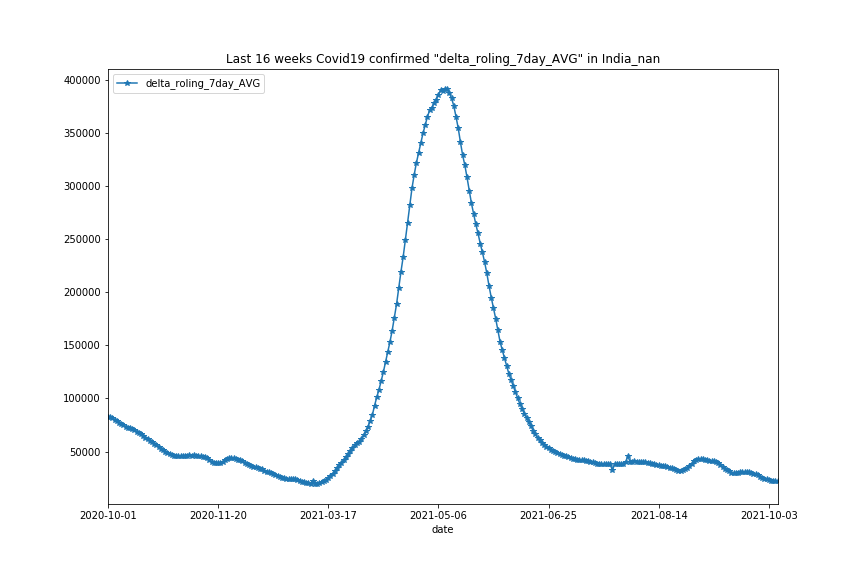 Last 16 weeks Covid19 confirmed "delta_roling_7day_AVG" in India_nan
delta_roling_7day_AVG
400000
350000
300000
250000
200000
150000
100000
50000
2020-10-01 2020-11-20 2021-03-17 2021-05-06 2021-06-25 2021-08-14 2021-10-03
date